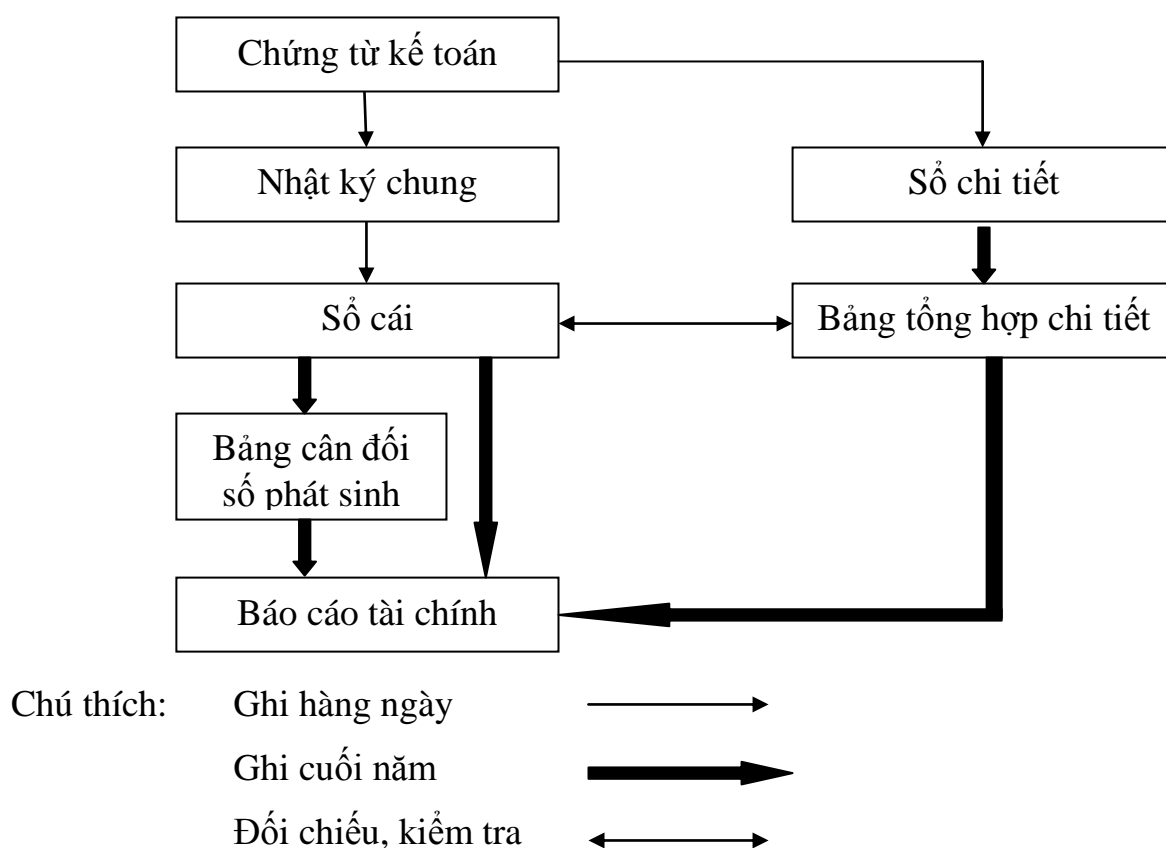 Chứng từ kế toán
Nhật ký chung
Sổ chi tiết
Sổ cái
Bảng tổng hợp chi tiết
Bảng cân đối
số phát sinh
Báo cáo tài chính
Chú thích:
Ghi hàng ngày
Ghi cuối năm
Đối chiếu, kiểm tra